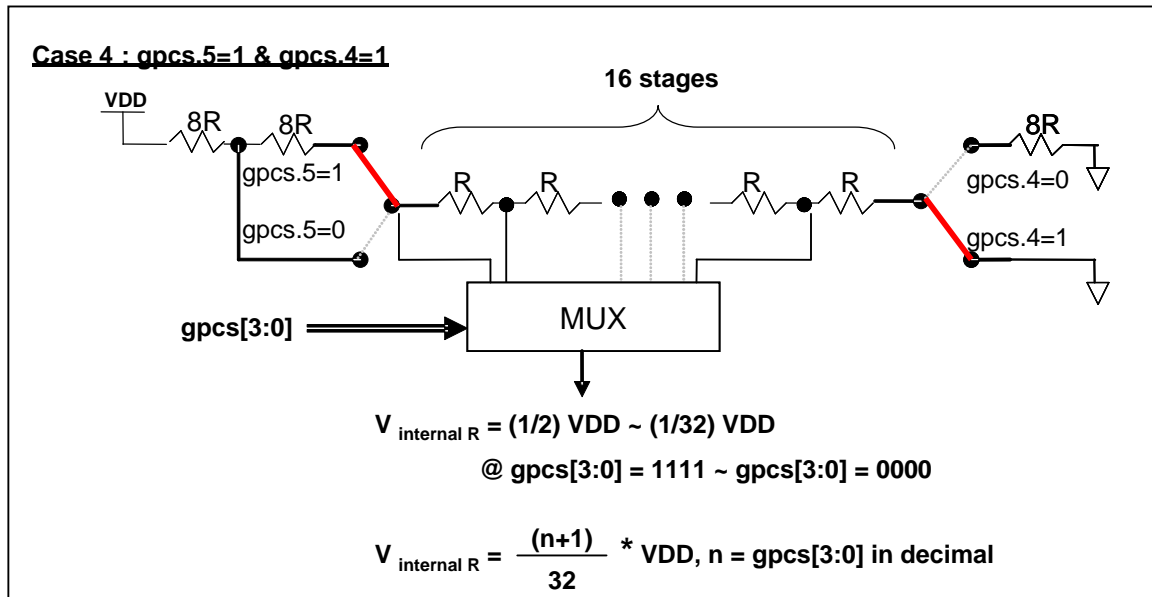 Case 4 : gpcs.5=1 & gpcs.4=1
16 stages
VDD
8R
8R
8R
gpcs.5=1
R
R
R
R
gpcs.4=0
gpcs.5=0
gpcs.4=1
gpcs[3:0]
MUX
V internal R = (1/2) VDD ~ (1/32) VDD
@ gpcs[3:0] = 1111 ~ gpcs[3:0] = 0000
V internal R = (n+1) / 32 * VDD, n = gpcs[3:0] in decimal